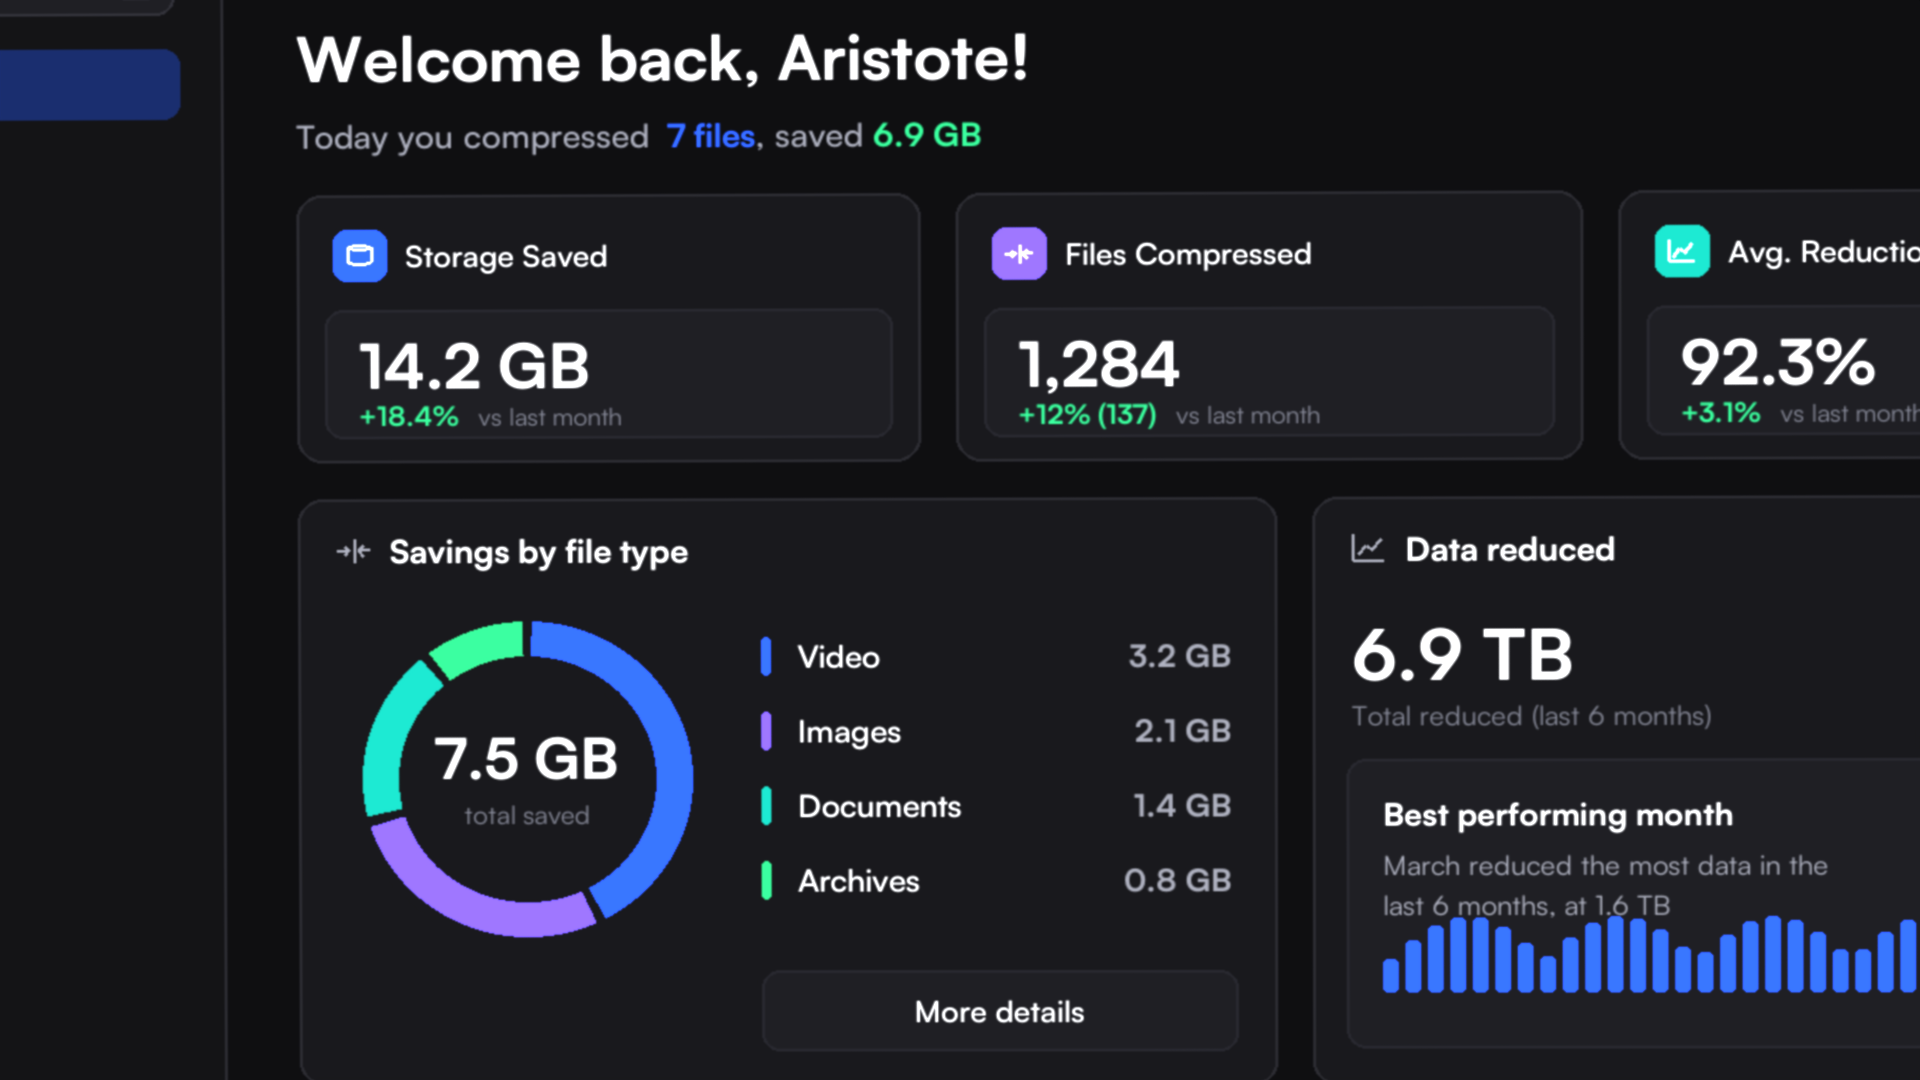 Welcome back, Aristote!
Today you compressed 7 files, saved 6.9 GB
Storage Saved
14.2 GB
+18.4% vs last month
Files Compressed
1,284
+12% (137) vs last month
Avg. Reductio
92.3%
+3.1% vs last month
Savings by file type
7.5 GB
total saved
Video 3.2 GB
Images 2.1 GB
Documents 1.4 GB
Archives 0.8 GB
More details
Data reduced
6.9 TB
Total reduced (last 6 months)
Best performing month
March reduced the most data in the
last 6 months, at 1.6 TB